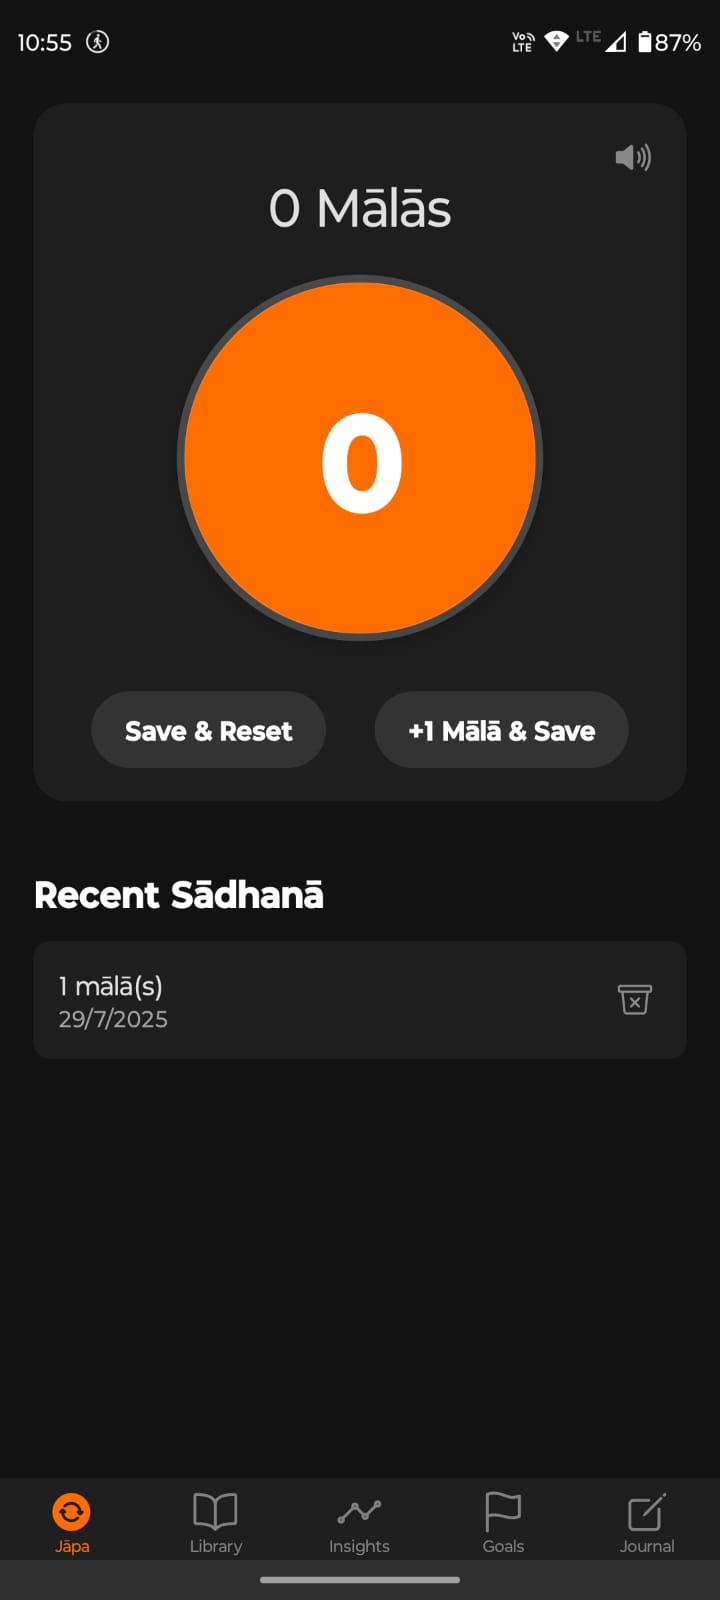 10:55
Vo LTE LTE 87%
0 Mālās
0
Save & Reset
+1 Mālā & Save
Recent Sādhanā
1 mālā(s)
29/7/2025
Jāpa
Library
Insights
Goals
Journal